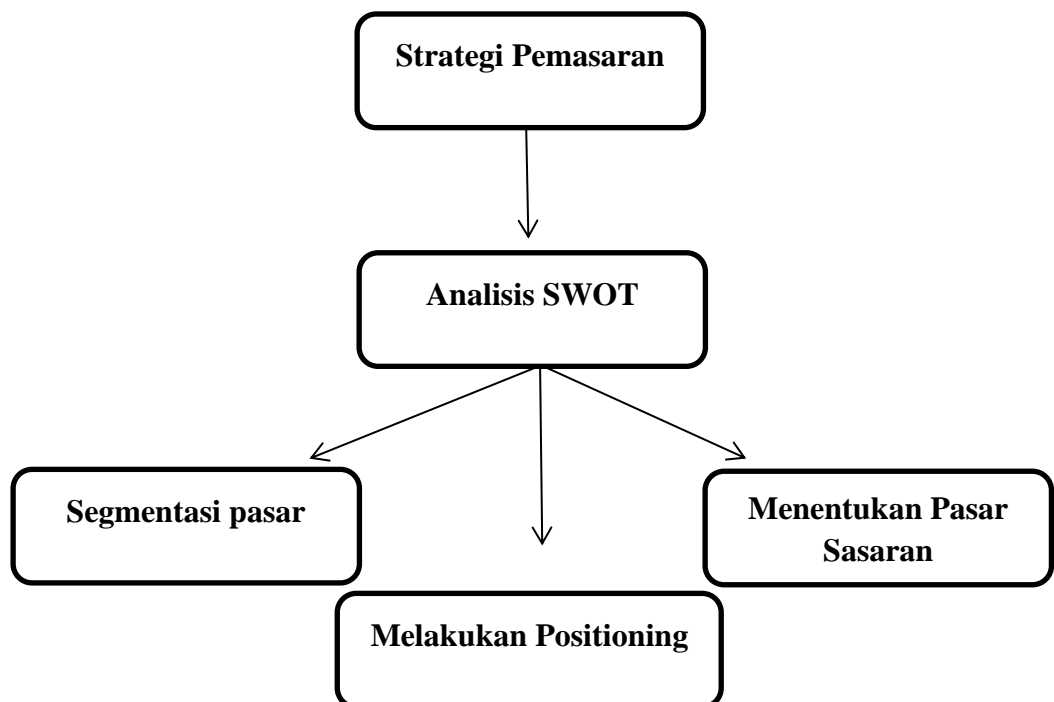 Strategi Pemasaran
Analisis SWOT
Segmentasi pasar
Menentukan Pasar
Sasaran
Melakukan Positioning